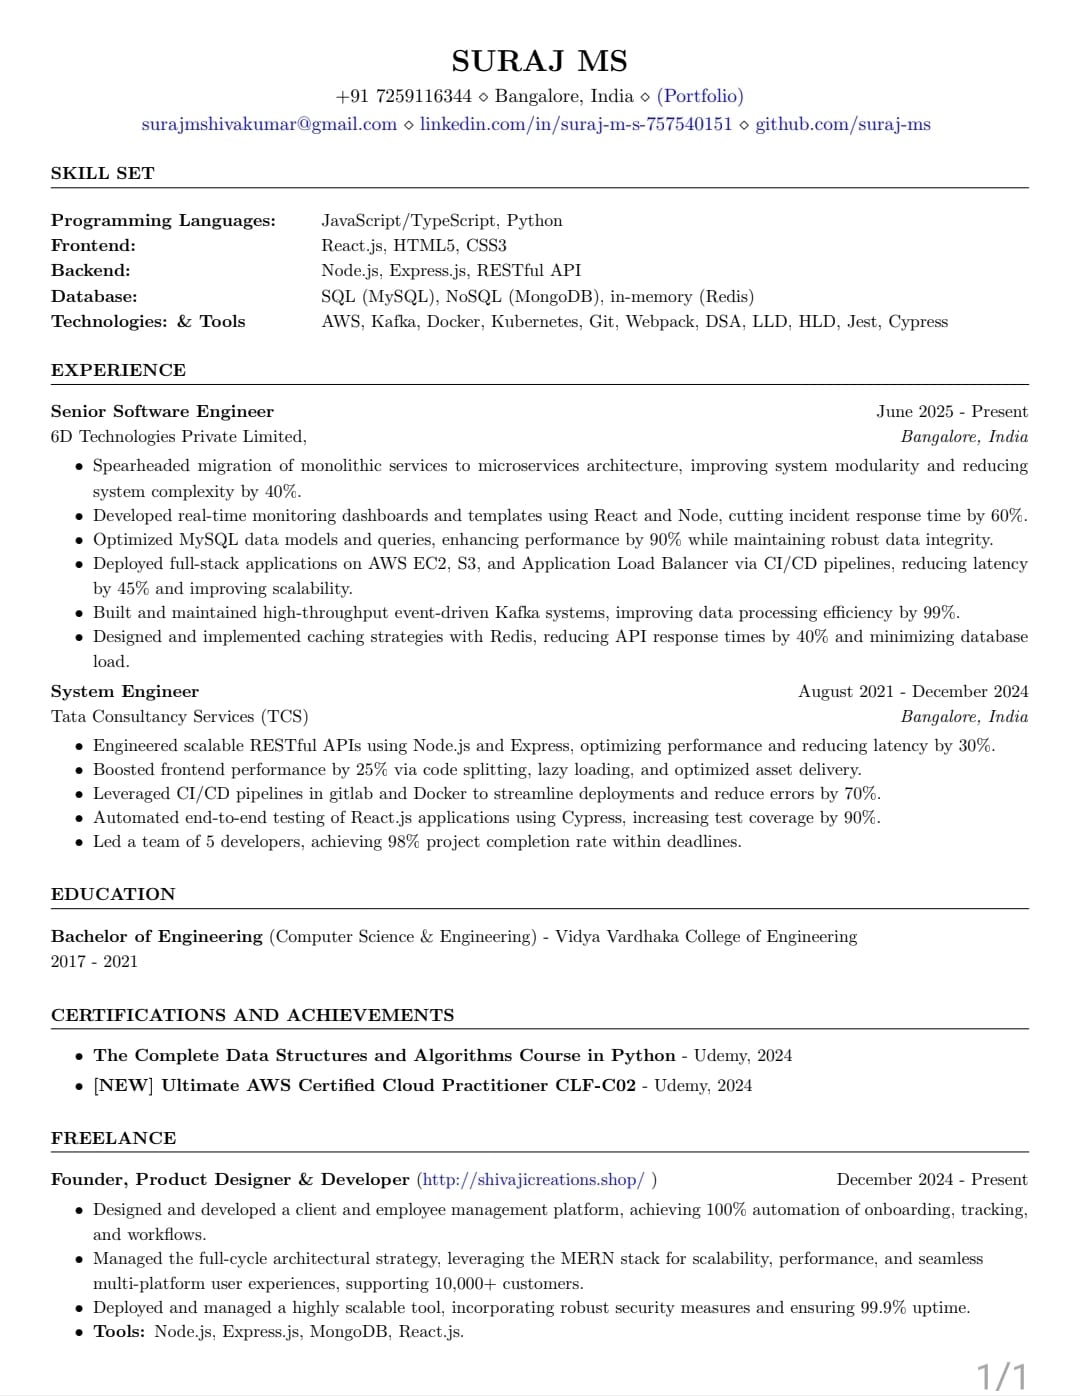 SURAJ MS
+91 7259116344 ⋄ Bangalore, India ⋄ (Portfolio)
surajmshivakumar@gmail.com ⋄ linkedin.com/in/suraj-m-s-757540151 ⋄ github.com/suraj-ms
SKILL SET
Programming Languages: JavaScript/TypeScript, Python
Frontend: React.js, HTML5, CSS3
Backend: Node.js, Express.js, RESTful API
Database: SQL (MySQL), NoSQL (MongoDB), in-memory (Redis)
Technologies: & Tools AWS, Kafka, Docker, Kubernetes, Git, Webpack, DSA, LLD, HLD, Jest, Cypress
EXPERIENCE
Senior Software Engineer June 2025 - Present
6D Technologies Private Limited, Bangalore, India
• Spearheaded migration of monolithic services to microservices architecture, improving system modularity and reducing
system complexity by 40%.
• Developed real-time monitoring dashboards and templates using React and Node, cutting incident response time by 60%.
• Optimized MySQL data models and queries, enhancing performance by 90% while maintaining robust data integrity.
• Deployed full-stack applications on AWS EC2, S3, and Application Load Balancer via CI/CD pipelines, reducing latency
by 45% and improving scalability.
• Built and maintained high-throughput event-driven Kafka systems, improving data processing efficiency by 99%.
• Designed and implemented caching strategies with Redis, reducing API response times by 40% and minimizing database
load.
System Engineer August 2021 - December 2024
Tata Consultancy Services (TCS) Bangalore, India
• Engineered scalable RESTful APIs using Node.js and Express, optimizing performance and reducing latency by 30%.
• Boosted frontend performance by 25% via code splitting, lazy loading, and optimized asset delivery.
• Leveraged CI/CD pipelines in gitlab and Docker to streamline deployments and reduce errors by 70%.
• Automated end-to-end testing of React.js applications using Cypress, increasing test coverage by 90%.
• Led a team of 5 developers, achieving 98% project completion rate within deadlines.
EDUCATION
Bachelor of Engineering (Computer Science & Engineering) - Vidya Vardhaka College of Engineering
2017 - 2021
CERTIFICATIONS AND ACHIEVEMENTS
• The Complete Data Structures and Algorithms Course in Python - Udemy, 2024
• [NEW] Ultimate AWS Certified Cloud Practitioner CLF-C02 - Udemy, 2024
FREELANCE
Founder, Product Designer & Developer (http://shivajicreations.shop/ ) December 2024 - Present
• Designed and developed a client and employee management platform, achieving 100% automation of onboarding, tracking,
and workflows.
• Managed the full-cycle architectural strategy, leveraging the MERN stack for scalability, performance, and seamless
multi-platform user experiences, supporting 10,000+ customers.
• Deployed and managed a highly scalable tool, incorporating robust security measures and ensuring 99.9% uptime.
• Tools: Node.js, Express.js, MongoDB, React.js.
1/1